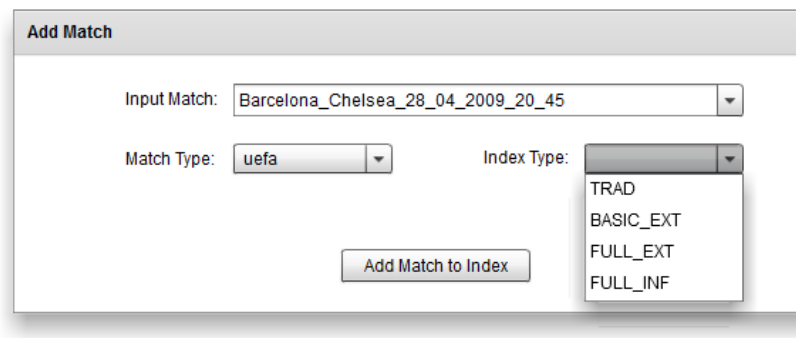 Add Match
Input Match: Barcelona_Chelsea_28_04_2009_20_45
Match Type: uefa Index Type:
TRAD
BASIC_EXT
FULL_EXT
FULL_INF
Add Match to Index